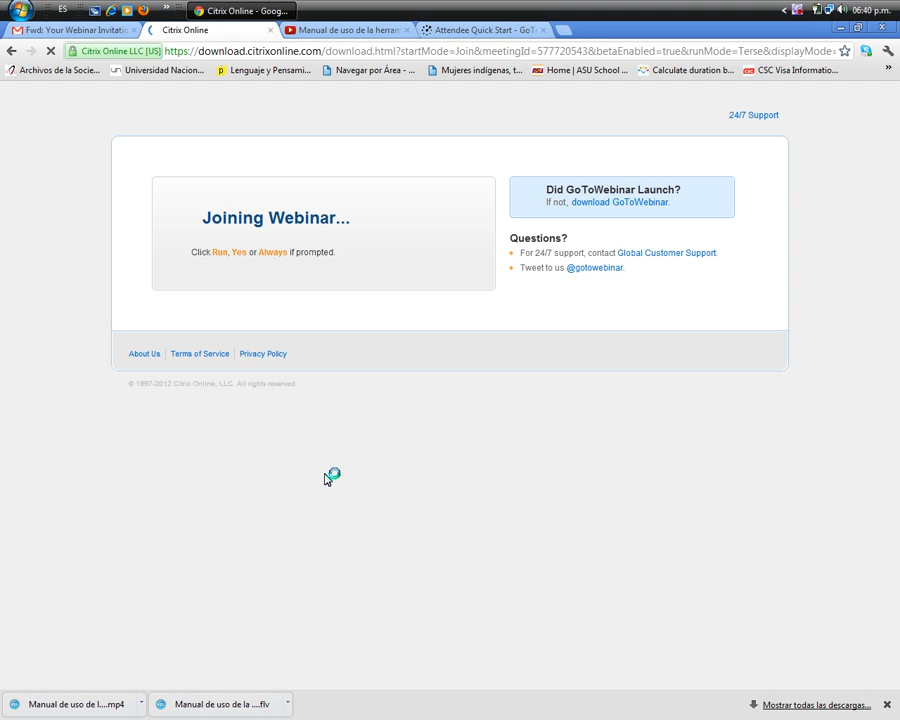 ES
»
Citrix Online - Goog...
<
06:40 p.m.
Fwd: Your Webinar Invitatio
Citrix Online
Manual de uso de la herram
Attendee Quick Start - GoT
Citrix Online LLC [US]
https://download.citrixonline.com/download.html?startMode=Join&meetingId=577720543&betaEnabled=true&runMode=Terse&displayMode=
Archivos de la Socie...
Universidad Nacion...
Lenguaje y Pensami...
Navegar por Área - ...
Mujeres indígenas, t...
Home | ASU School ...
Calculate duration b...
CSC Visa Informatio...
»
24/7 Support
Joining Webinar...
Click Run, Yes or Always if prompted.
Did GoToWebinar Launch?
If not, download GoToWebinar.
Questions?
For 24/7 support, contact Global Customer Support.
Tweet to us @gotowebinar.
About Us
Terms of Service
Privacy Policy
© 1997-2012 Citrix Online, LLC. All rights reserved.
Manual de uso de l....mp4
Manual de uso de la ....flv
Mostrar todas las descargas...